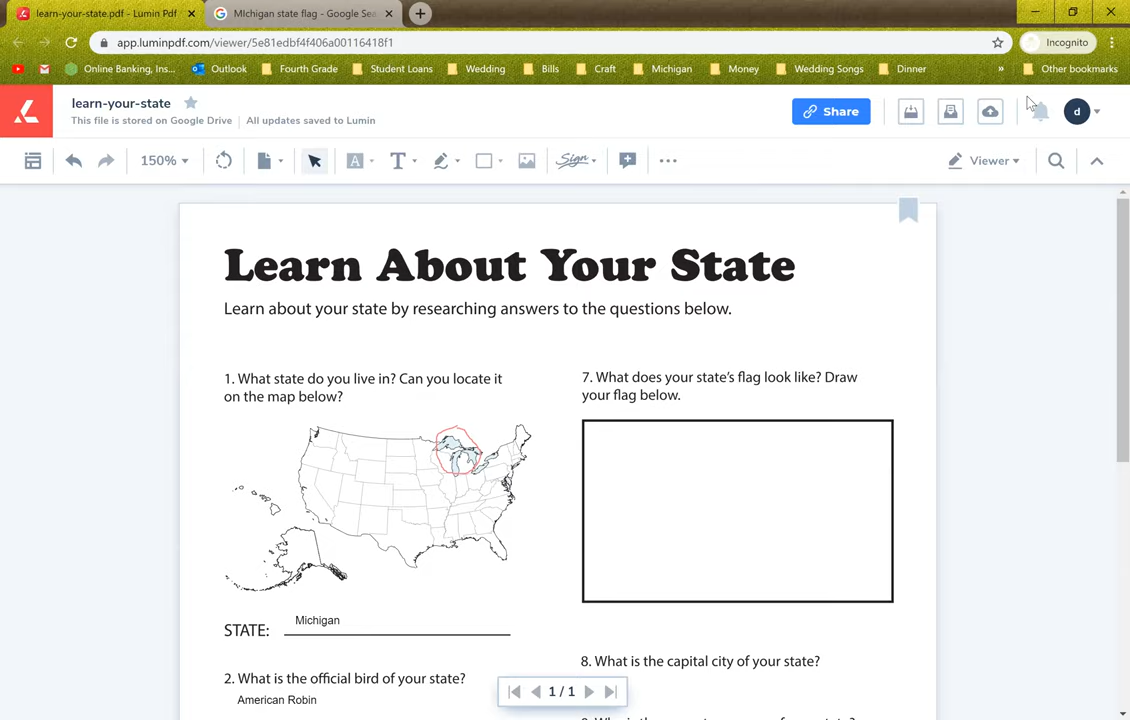 learn-your-state.pdf - Lumin Pdf
MIchigan state flag - Google Sea
app.luminpdf.com/viewer/5e81edbf4f406a00116418f1
Incognito
Online Banking, Ins...
Outlook
Fourth Grade
Student Loans
Wedding
Bills
Craft
Michigan
Money
Wedding Songs
Dinner
»
Other bookmarks
learn-your-state
This file is stored on Google Drive
All updates saved to Lumin
Share
d
150%
A
T
Sign
Viewer
Learn About Your State
Learn about your state by researching answers to the questions below.
1. What state do you live in? Can you locate it
on the map below?
STATE: Michigan
2. What is the official bird of your state?
American Robin
7. What does your state's flag look like? Draw
your flag below.
8. What is the capital city of your state?
1 / 1